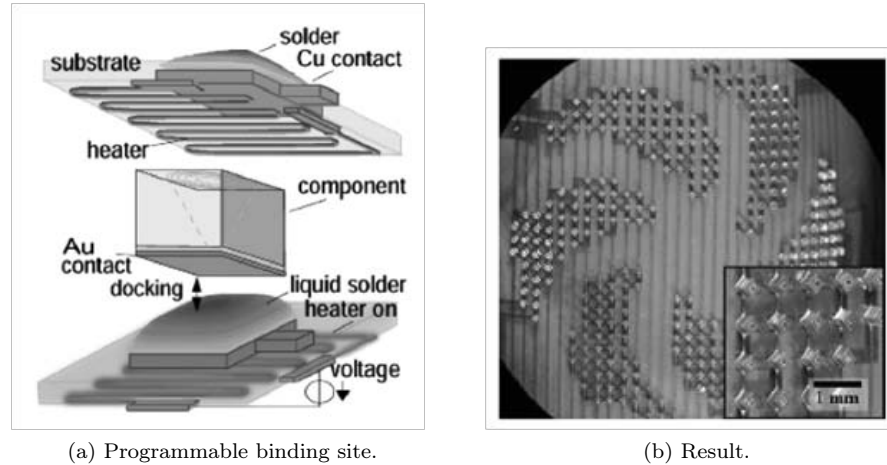 solder
Cu contact
substrate
heater
component
Au
contact
docking
liquid solder
heater on
voltage
1 mm
(a) Programmable binding site.
(b) Result.